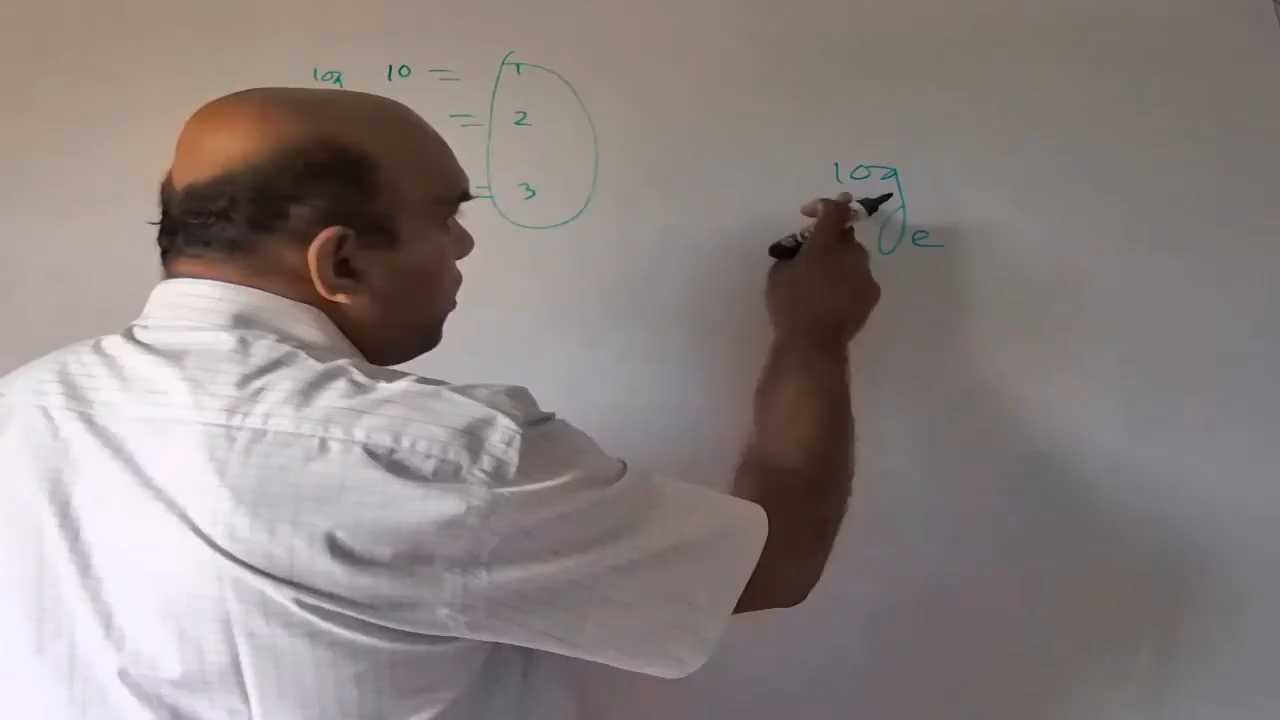 log 10 = 1
= 2
= 3
log e